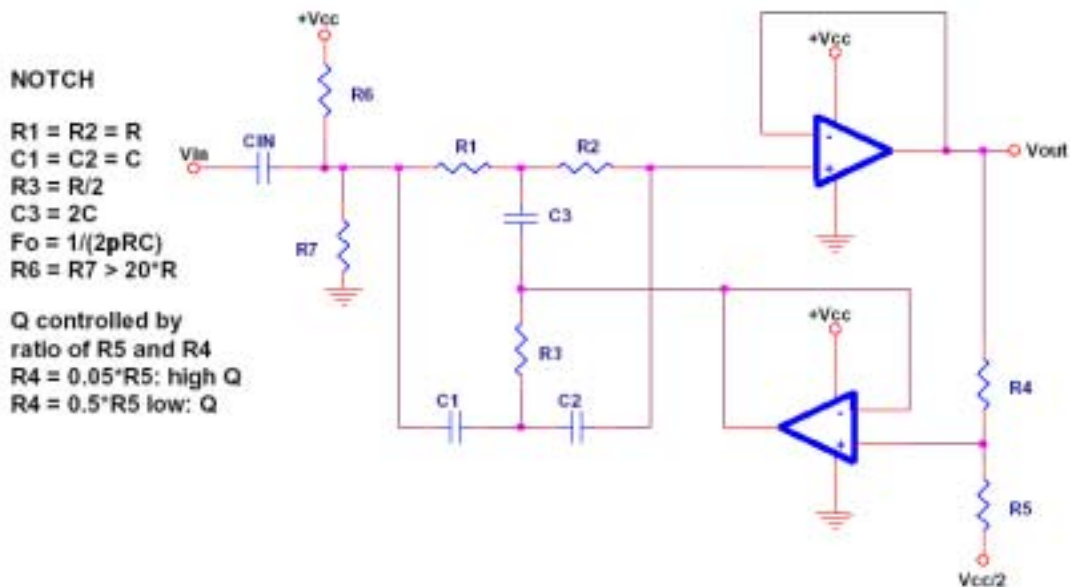 NOTCH
R1 = R2 = R
C1 = C2 = C
R3 = R/2
C3 = 2C
Fo = 1/(2pRC)
R6 = R7 > 20*R
Q controlled by
ratio of R5 and R4
R4 = 0.05*R5: high Q
R4 = 0.5*R5 low: Q
+Vcc
R6
CIN
Vin
R7
R1
R2
C3
R3
C1
C2
+Vcc
-
+
Vout
+Vcc
-
+
R4
R5
Vcc/2